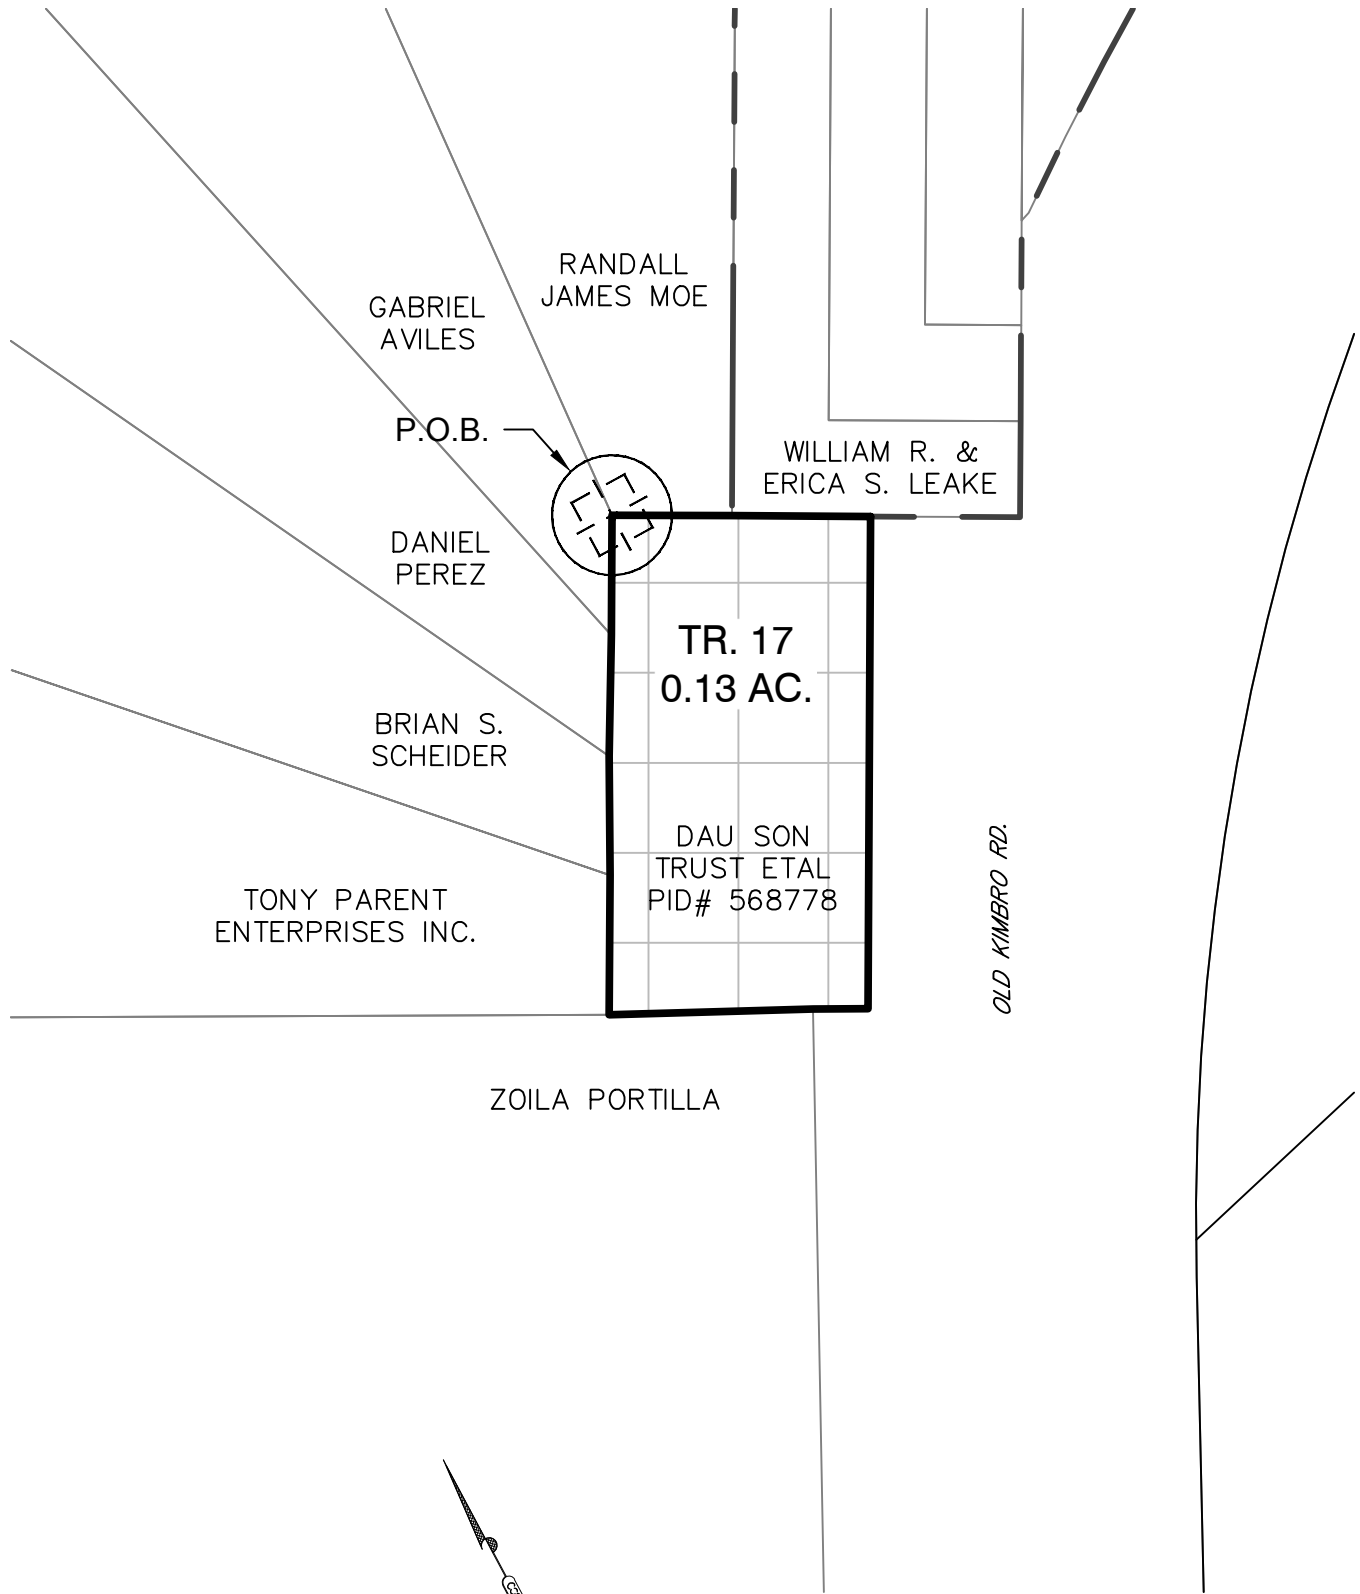 RANDALL
JAMES MOE
GABRIEL
AVILES
P.O.B.
WILLIAM R. &
ERICA S. LEAKE
DANIEL
PEREZ
TR. 17
0.13 AC.
BRIAN S.
SCHEIDER
DAU SON
TRUST ETAL
PID# 568778
TONY PARENT
ENTERPRISES INC.
OLD KIMBRO RD.
ZOILA PORTILLA